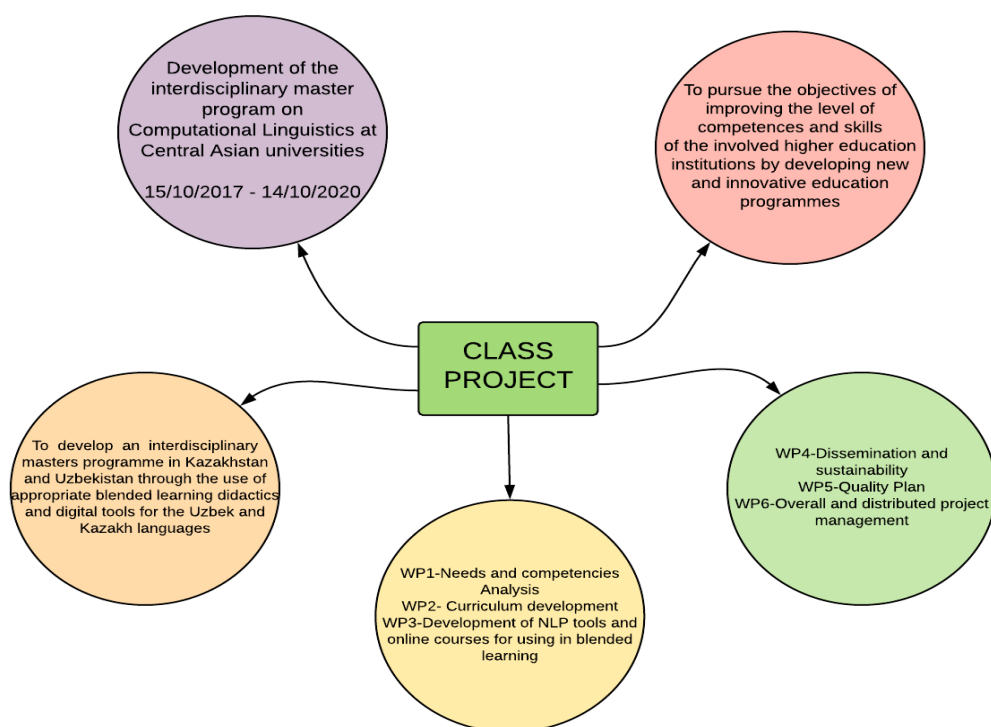 Development of the
interdisciplinary master
program on
Computational Linguistics at
Central Asian universities
15/10/2017 - 14/10/2020
To pursue the objectives of
improving the level of
competences and skills
of the involved higher education
institutions by developing new
and innovative education
programmes
CLASS
PROJECT
To develop an interdisciplinary
masters programme in Kazakhstan
and Uzbekistan through the use of
appropriate blended learning didactics
and digital tools for the Uzbek and
Kazakh languages
WP1-Needs and competencies
Analysis
WP2- Curriculum development
WP3-Development of NLP tools and
online courses for using in blended
learning
WP4-Dissemination and
sustainability
WP5-Quality Plan
WP6-Overall and distributed project
management